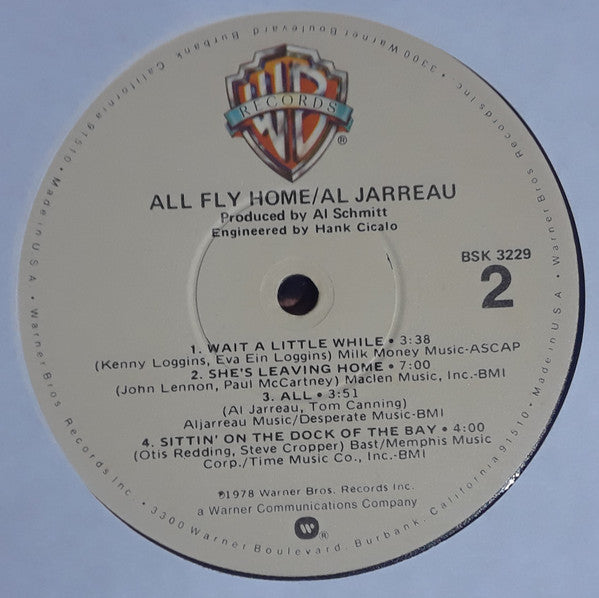 WB
RECORDS
®
ALL FLY HOME/AL JARREAU
Produced by Al Schmitt
Engineered by Hank Cicalo
BSK 3229
2
1. WAIT A LITTLE WHILE • 3:38
(Kenny Loggins, Eva Ein Loggins) Milk Money Music-ASCAP
2. SHE'S LEAVING HOME • 7:00
(John Lennon, Paul McCartney) Maclen Music, Inc.-BMI
3. ALL • 3:51
(Al Jarreau, Tom Canning)
Aljarreau Music/Desperate Music-BMI
4. SITTIN' ON THE DOCK OF THE BAY • 4:00
(Otis Redding, Steve Cropper) Bast/Memphis Music
Corp./Time Music Co., Inc.-BMI
℗1978 Warner Bros. Records Inc.
a Warner Communications Company
®
• Made in U.S.A. • Warner Bros. Records Inc. • 3300 Warner Boulevard, Burbank, California 91510 • Made in U.S.A. • Warner Bros Records Inc. • 3300 Warner Boulevard, Burbank, California 91510